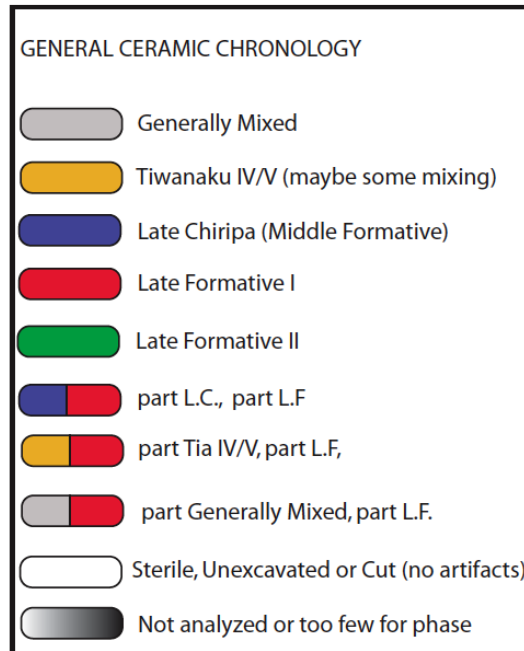 GENERAL CERAMIC CHRONOLOGY
Generally Mixed
Tiwanaku IV/V (maybe some mixing)
Late Chiripa (Middle Formative)
Late Formative I
Late Formative II
part L.C., part L.F
part Tia IV/V, part L.F,
part Generally Mixed, part L.F.
Sterile, Unexcavated or Cut (no artifacts)
Not analyzed or too few for phase